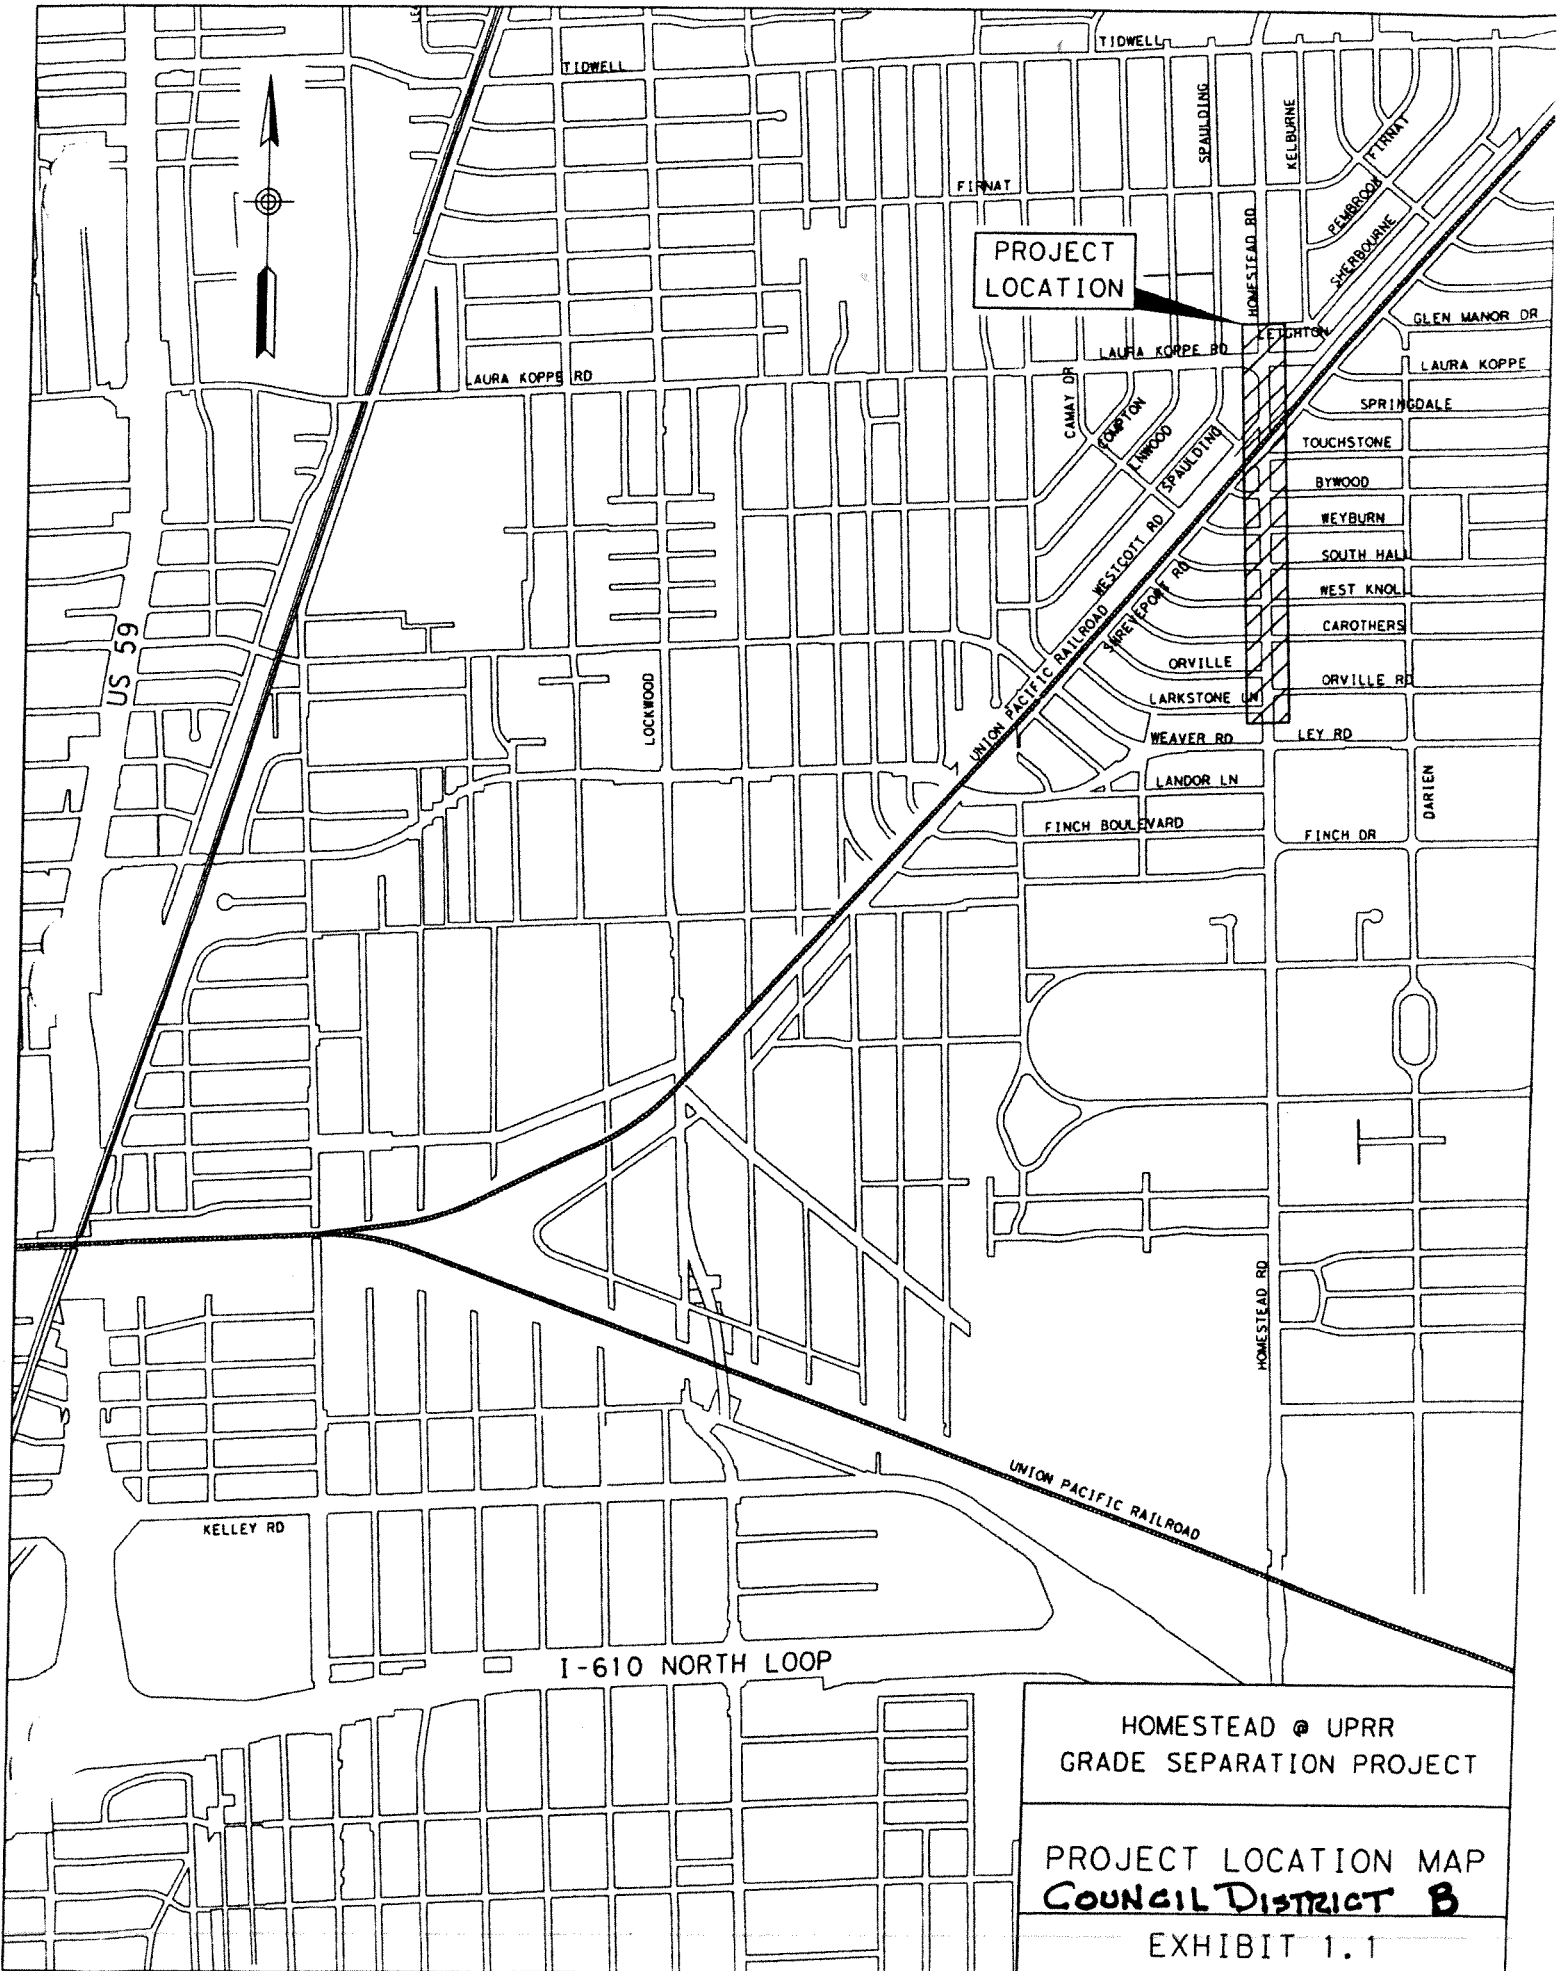 TIDWELL
TIDWELL
SPAULDING
KELBURNE
FIRNAT
FIRNAT
PEMBROOK
HOMESTEAD RD
SHERBOURNE
PROJECT
LOCATION
GLEN MANOR DR
LEIGHTON
LAURA KOPPE RD
LAURA KOPPE RD
LAURA KOPPE
CAMAY DR
SPRINGDALE
COMPTON
LNWOOD
SPAULDING
TOUCHSTONE
BYWOOD
WEYBURN
WESTCOTT RD
SOUTH HALL
SHREVEPORT RD
WEST KNOLL
CAROTHERS
US 59
UNION PACIFIC RAILROAD
ORVILLE
ORVILLE RD
LARKSTONE LN
LOCKWOOD
WEAVER RD
LEY RD
LANDOR LN
DARIEN
FINCH BOULEVARD
FINCH DR
HOMESTEAD RD
UNION PACIFIC RAILROAD
KELLEY RD
I-610 NORTH LOOP
HOMESTEAD @ UPRR
GRADE SEPARATION PROJECT
PROJECT LOCATION MAP
COUNCIL DISTRICT B
EXHIBIT 1.1